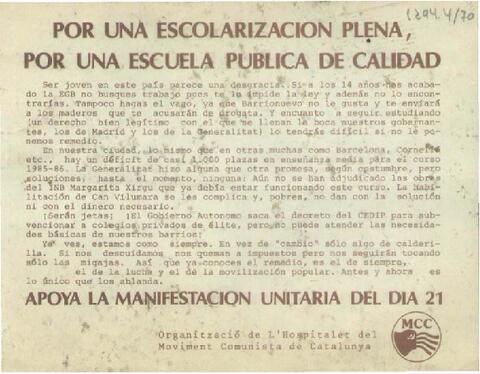 1294.4/70
POR UNA ESCOLARIZACION PLENA,
POR UNA ESCUELA PUBLICA DE CALIDAD
Ser joven en este país parece una desgracia. Si a los 14 años has acaba-
do la EGB no busques trabajo pues te lo impide la ley y además no lo encon-
trarías. Tampoco hagas el vago, ya que Barrionuevo no le gusta y te enviará
a los maderos que te acusarán de drogata. Y encuanto a seguir estudiando
(un derecho bien legítimo con el que se llenan la boca nuestros gobernan-
tes, los de Madrid y los de la Generalitat) lo tendrás difícil si no le po-
nemos remedio.
En nuestra ciudad, lo mismo que en otras muchas como Barcelona, Cornellà
etc., hay un déficit de casi 1.000 plazas en enseñanza media para el curso
1985-86. La Generalitat hizo alguna que otra promesa, según costumbre, pero
soluciones, hasta el momento, ninguna: Aún no se han adjudicado las obras
del INB Margarita Xirgu que ya debía estar funcionando este curso. La habi-
litación de Can Vilumara se les complica y, pobres, no dan con la solución
ni con el dinero necesario.
¡Serán jetas! ¡El Gobierno Autonomo saca el decreto del CEDIP para sub-
vencionar a colegios privados de élite, pero no puede atender las necesida-
des básicas de nuestros barrios!
Ya ves, estamos como siempre. En vez de "cambio" sólo algo de calderi-
lla. Si nos descuidamos nos queman a impuestos pero nos seguirán tocando
sólo las migajas. Así que ya conoces el remedio, es el de siempre,
el de la lucha y el de la movilización popular. Antes y ahora es
lo único que los ablanda.
APOYA LA MANIFESTACION UNITARIA DEL DIA 21
Organització de L'Hospitalet del
Moviment Comunista de Catalunya
MCC